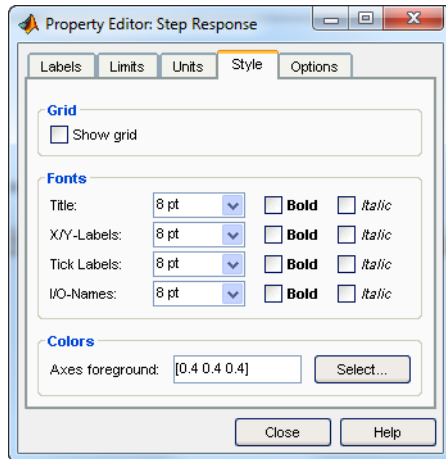 Property Editor: Step Response
Labels Limits Units Style Options
Grid
Show grid
Fonts
Title: 8 pt Bold Italic
X/Y-Labels: 8 pt Bold Italic
Tick Labels: 8 pt Bold Italic
I/O-Names: 8 pt Bold Italic
Colors
Axes foreground: [0.4 0.4 0.4] Select...
Close Help